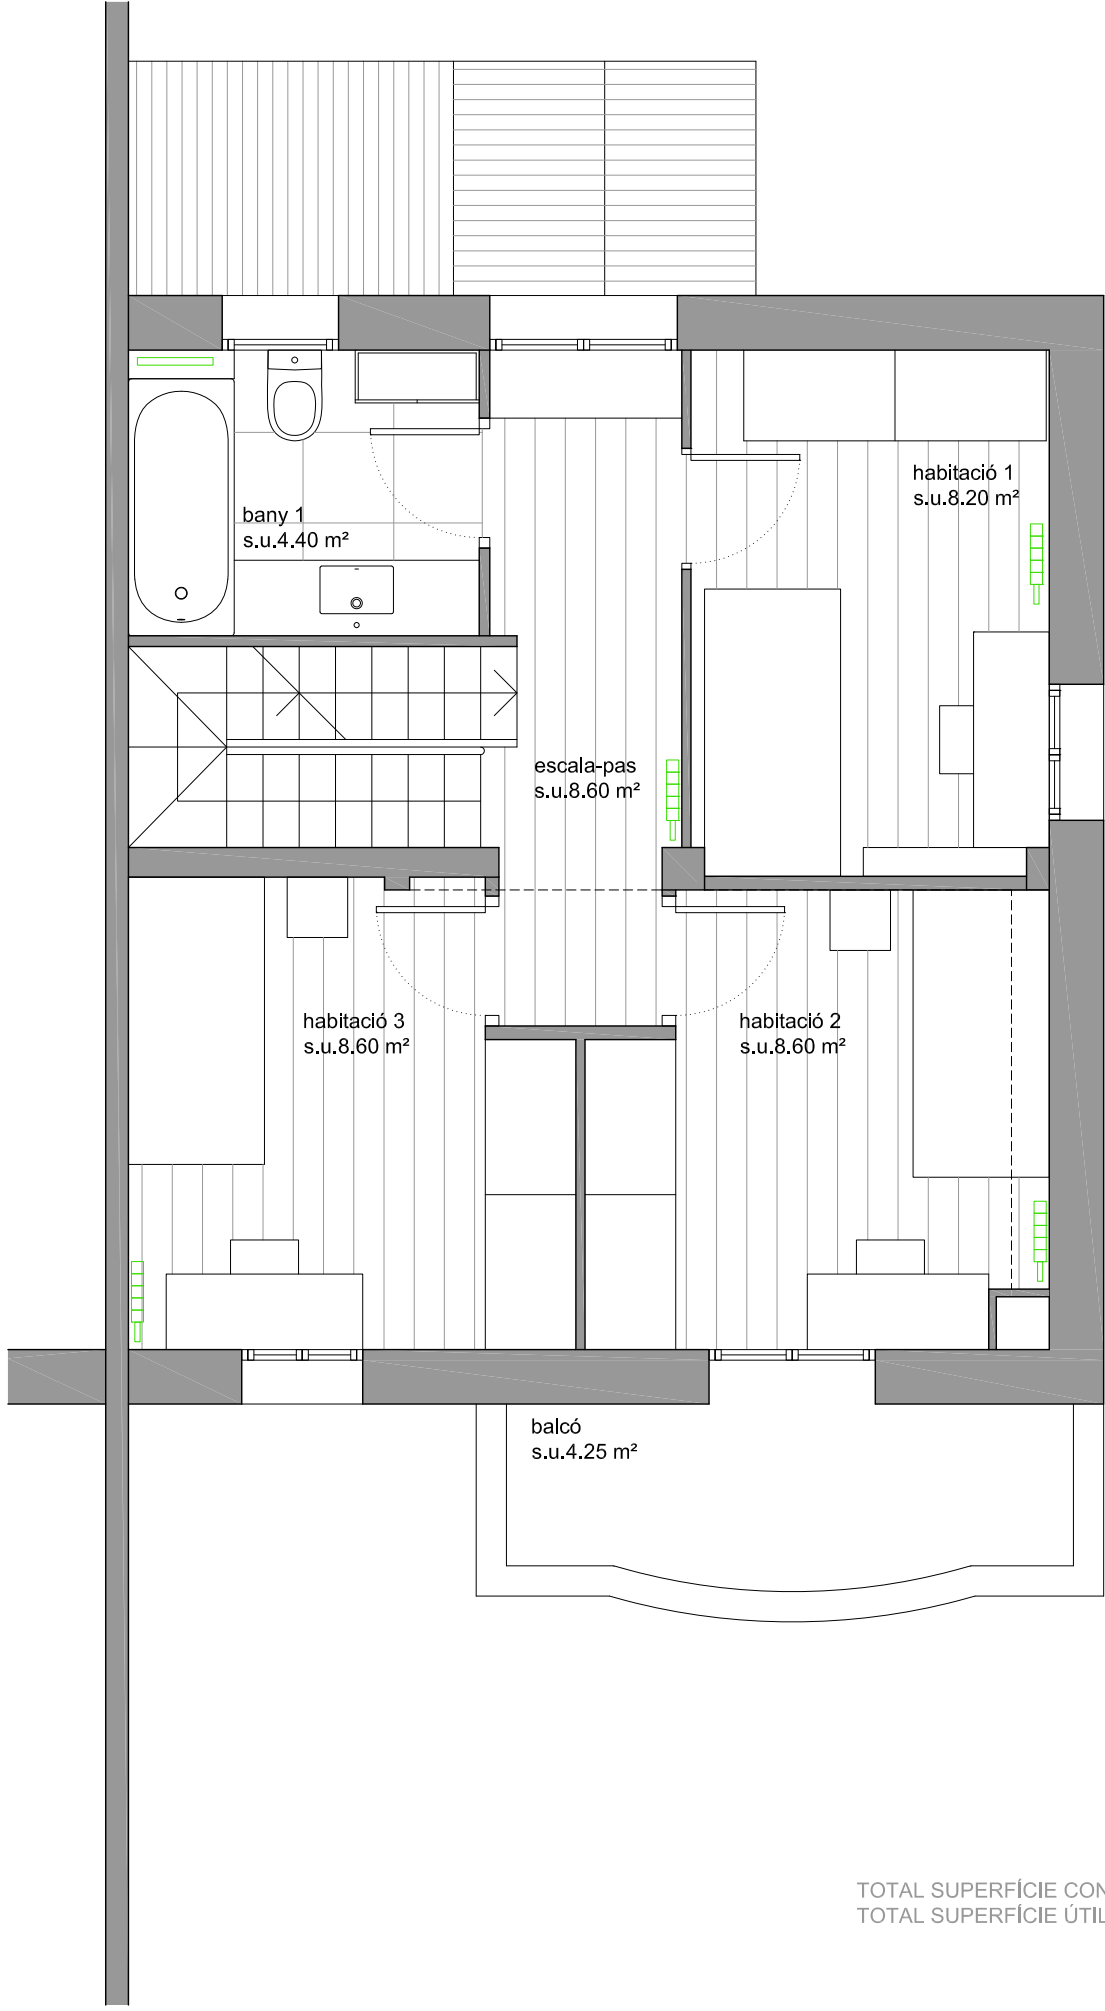 habitació 1
s.u.8.20 m²
bany 1
s.u.4.40 m²
escala-pas
s.u.8.60 m²
habitació 3
s.u.8.60 m²
habitació 2
s.u.8.60 m²
balcó
s.u.4.25 m²
TOTAL SUPERFÍCIE
TOTAL SUPERFÍCIE ÚTIL